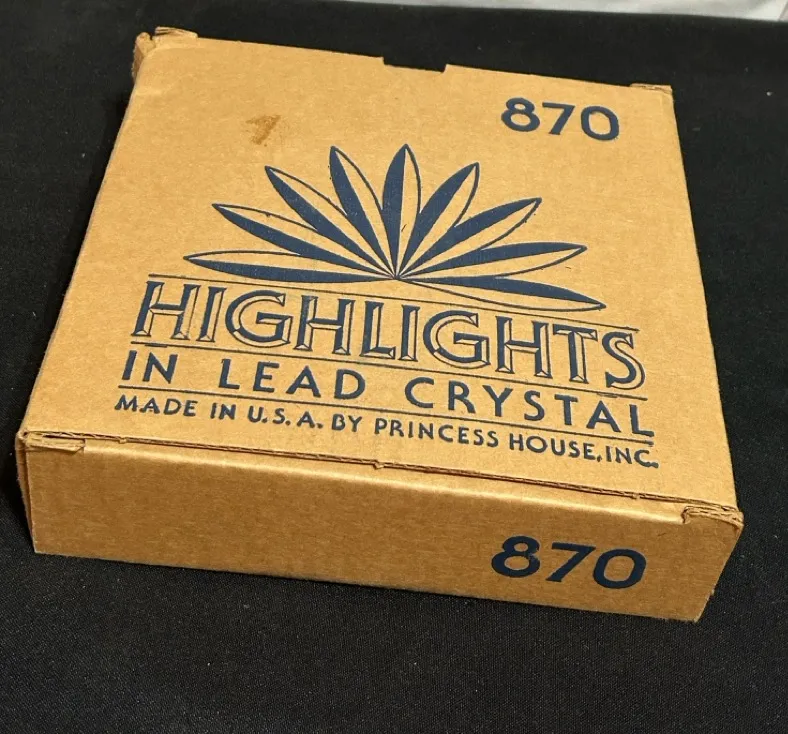 870
HIGHLIGHTS
IN LEAD CRYSTAL
MADE IN U.S.A. BY PRINCESS HOUSE, INC.
870